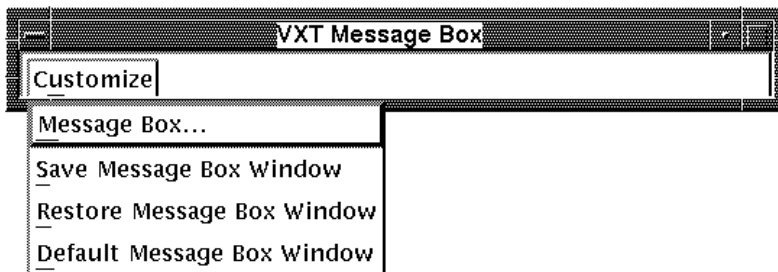 VXT Message Box
Customize
Message Box...
Save Message Box Window
Restore Message Box Window
Default Message Box Window